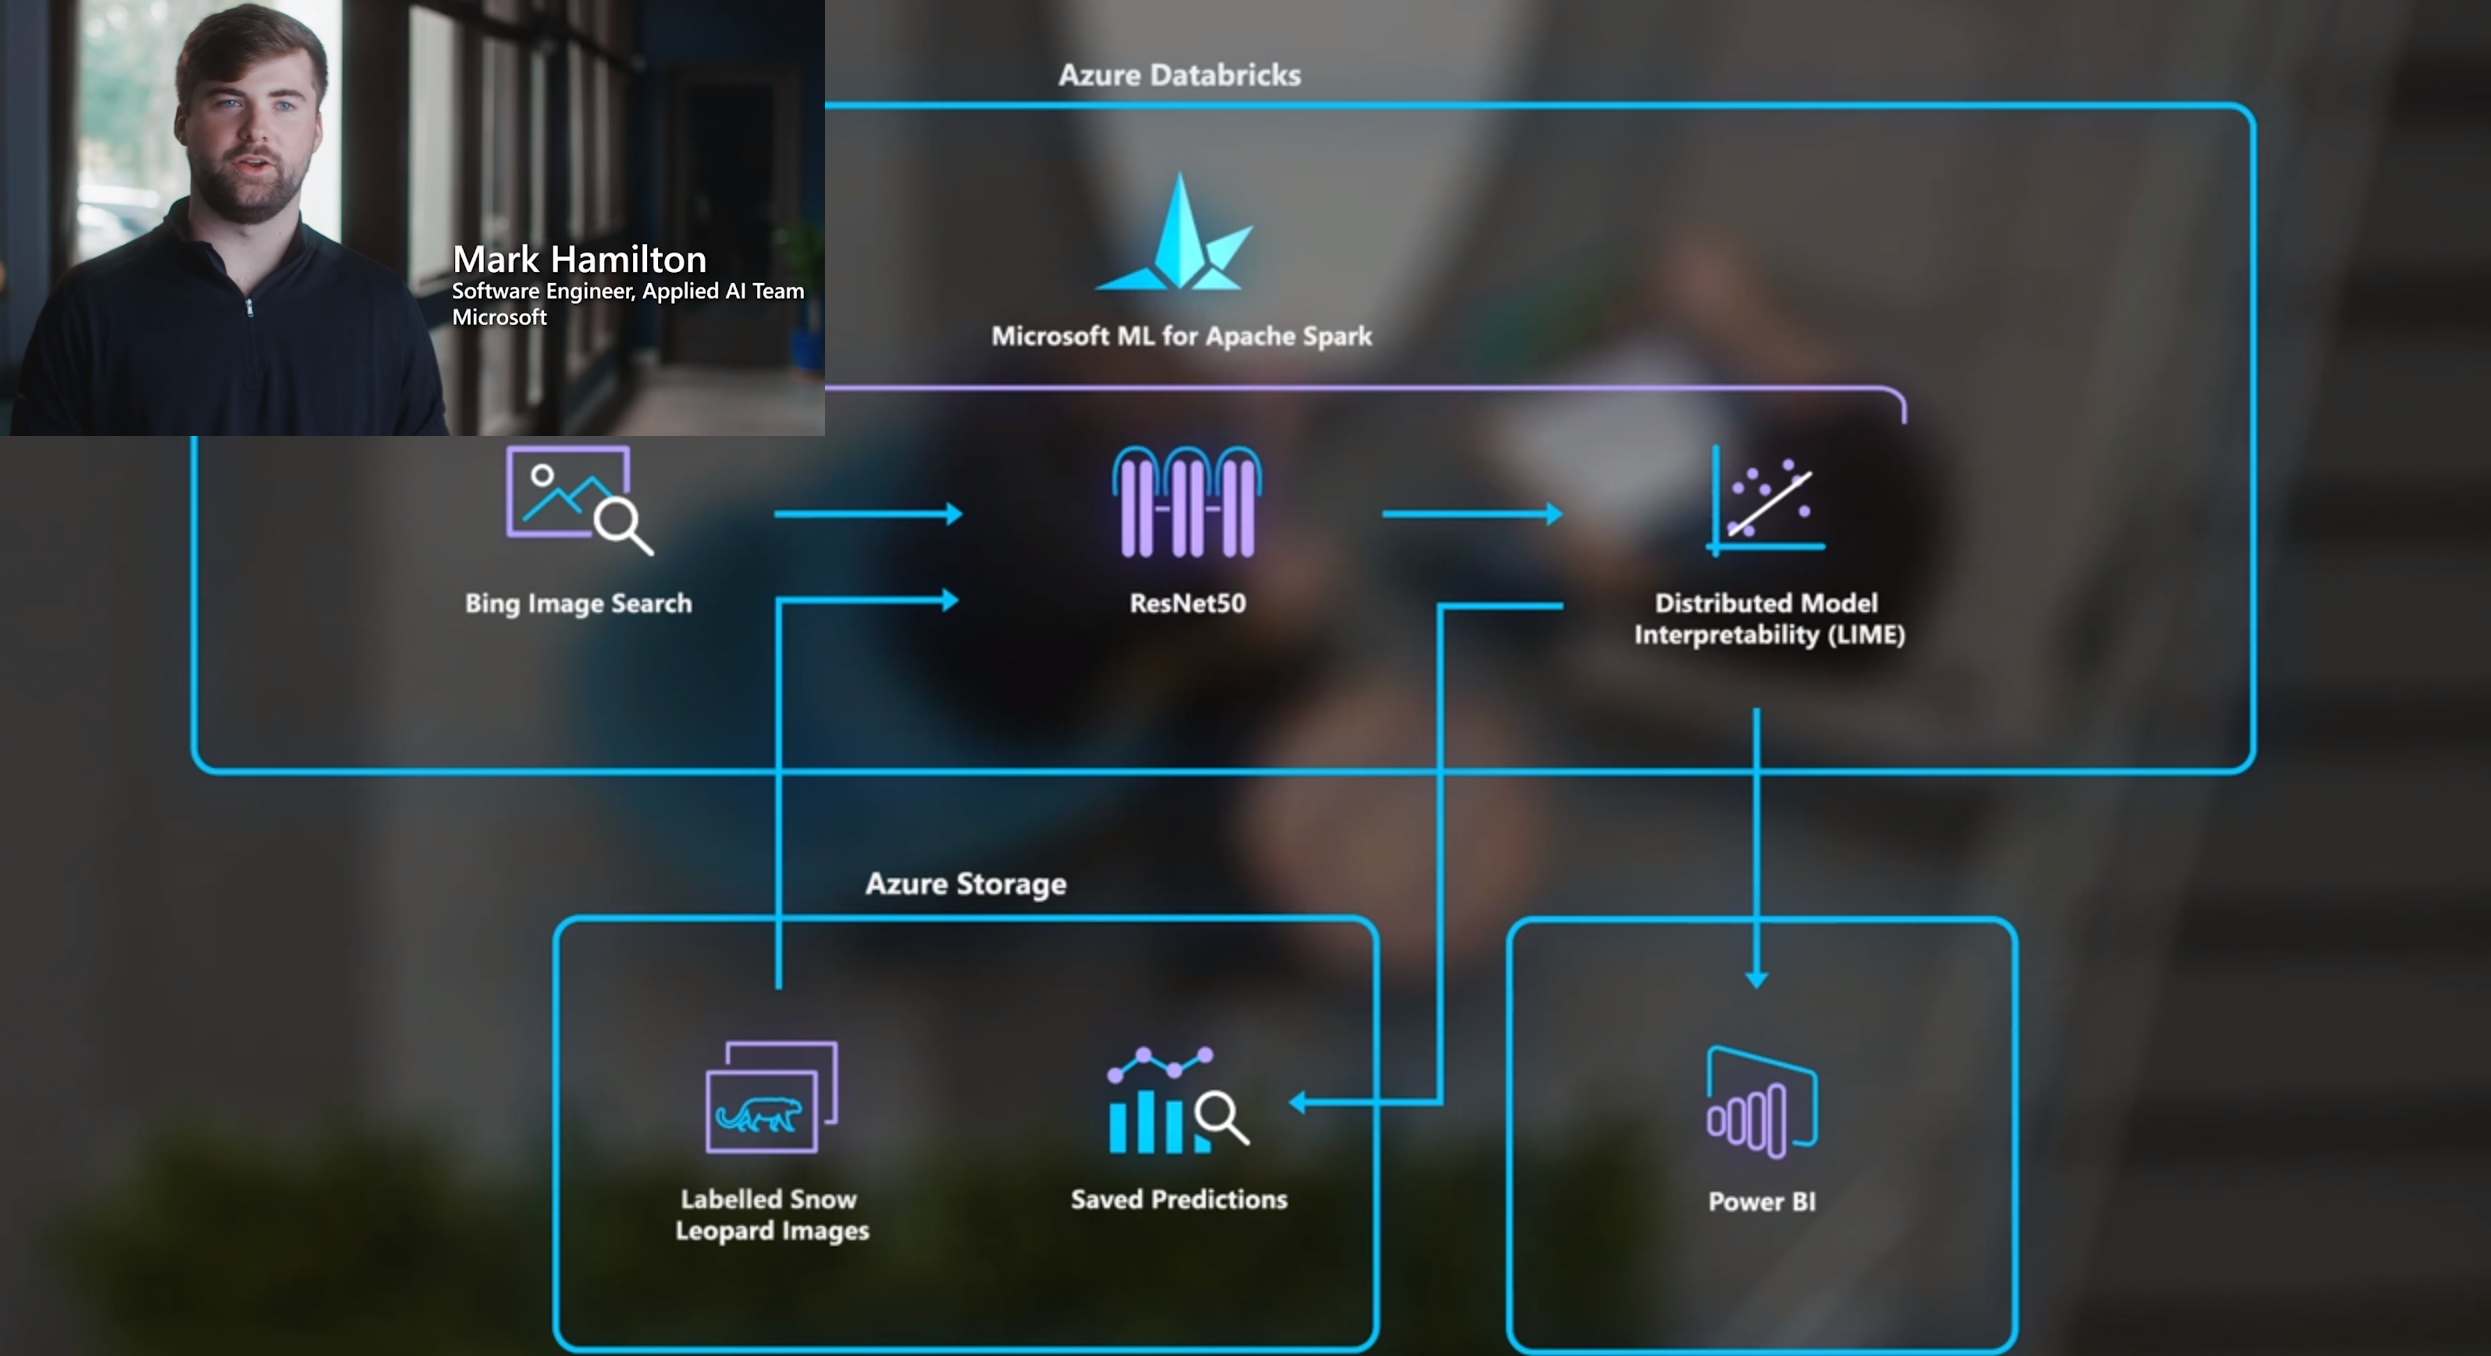 Mark Hamilton
Software Engineer, Applied AI Team
Microsoft
Azure Databricks
Microsoft ML for Apache Spark
Bing Image Search
ResNet50
Distributed Model
Interpretability (LIME)
Azure Storage
Labelled Snow
Leopard Images
Saved Predictions
Power BI